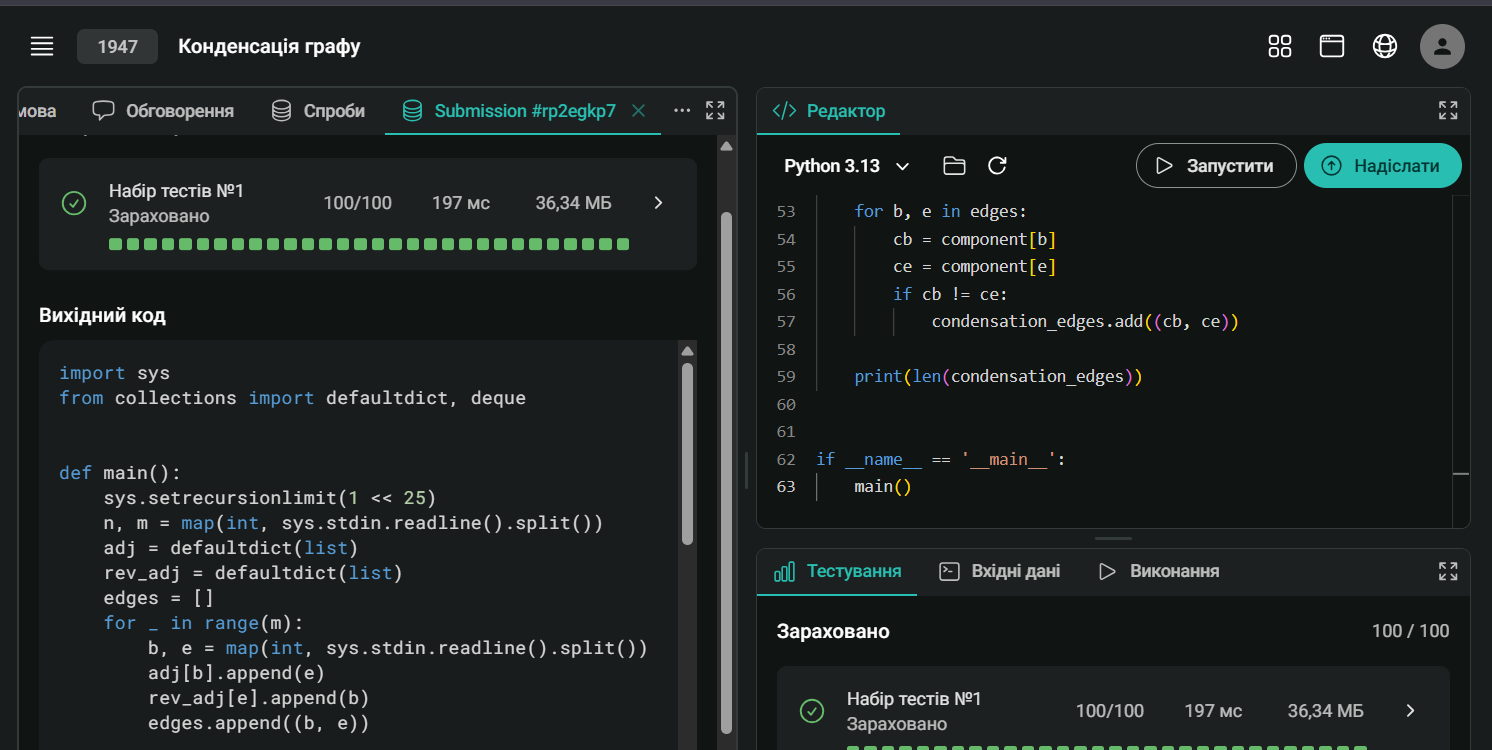 1947 Конденсація графу
мова Обговорення Спроби Submission #rp2egkp7
Набір тестів №1
Зараховано
100/100 197 мс 36,34 МБ
Вихідний код
import sys
from collections import defaultdict, deque
def main():
    sys.setrecursionlimit(1 << 25)
    n, m = map(int, sys.stdin.readline().split())
    adj = defaultdict(list)
    rev_adj = defaultdict(list)
    edges = []
    for _ in range(m):
        b, e = map(int, sys.stdin.readline().split())
        adj[b].append(e)
        rev_adj[e].append(b)
        edges.append((b, e))
Редактор
Python 3.13 Запустити Надіслати
53     for b, e in edges:
54         cb = component[b]
55         ce = component[e]
56         if cb != ce:
57             condensation_edges.add((cb, ce))
58
59     print(len(condensation_edges))
60
61
62 if __name__ == '__main__':
63     main()
Тестування Вхідні дані Виконання
Зараховано 100 / 100
Набір тестів №1
Зараховано
100/100 197 мс 36,34 МБ